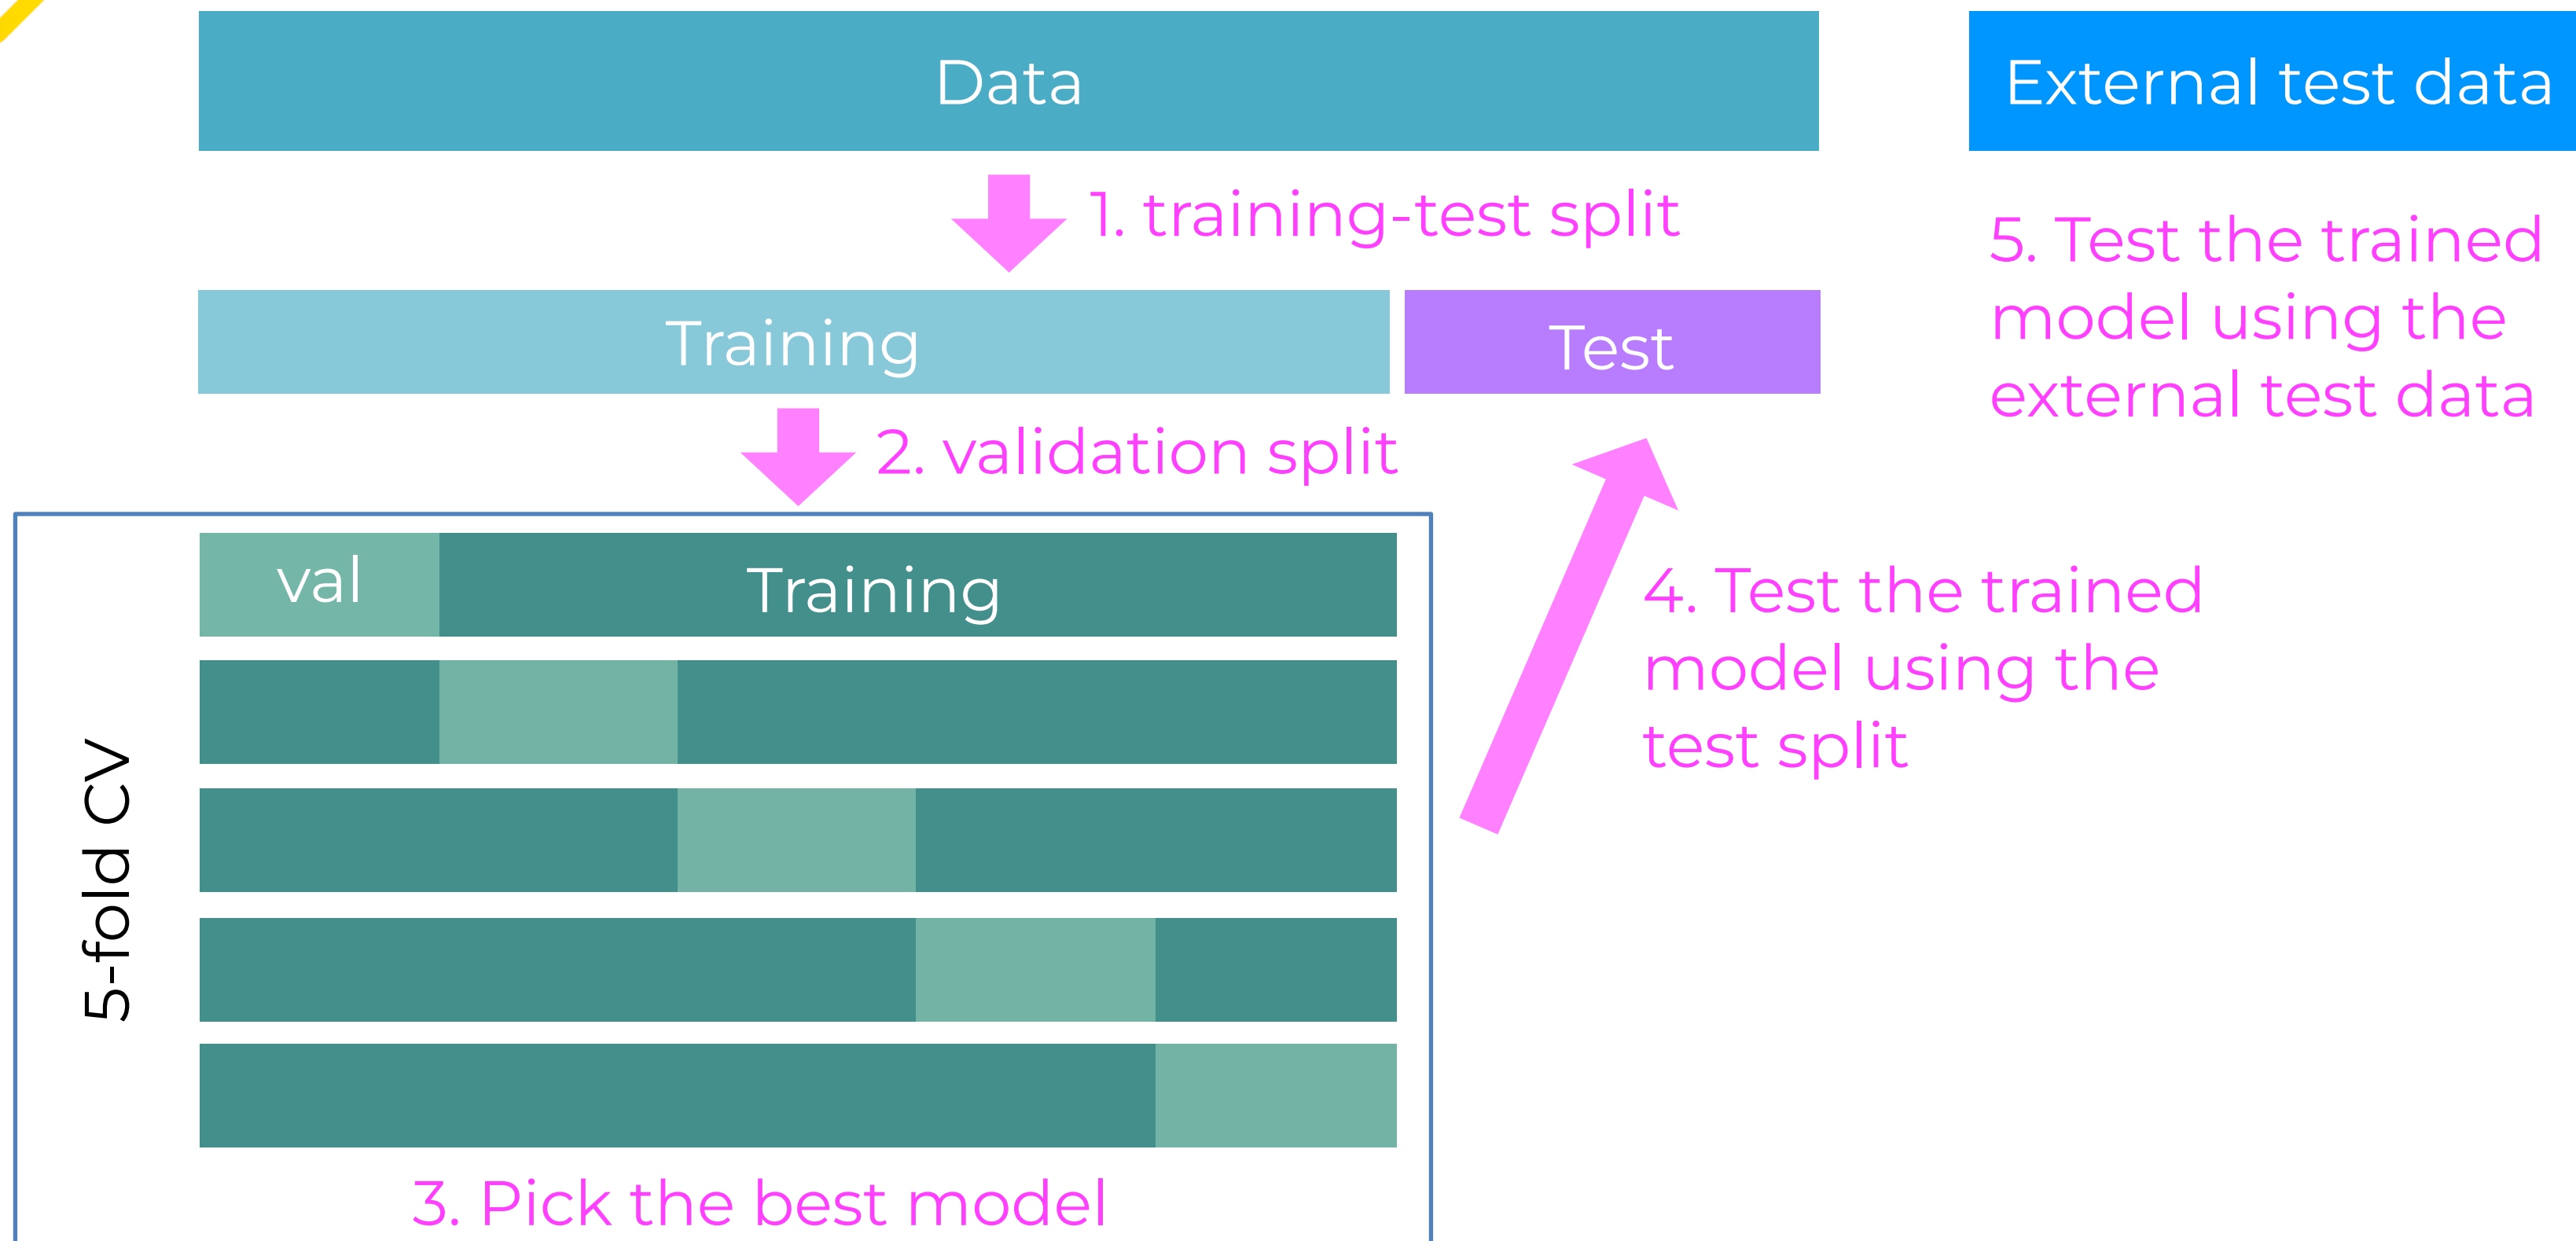 Data
External test data
1. training-test split
5. Test the trained
model using the
external test data
Training
Test
2. validation split
val
Training
4. Test the trained
model using the
test split
5-fold CV
3. Pick the best model